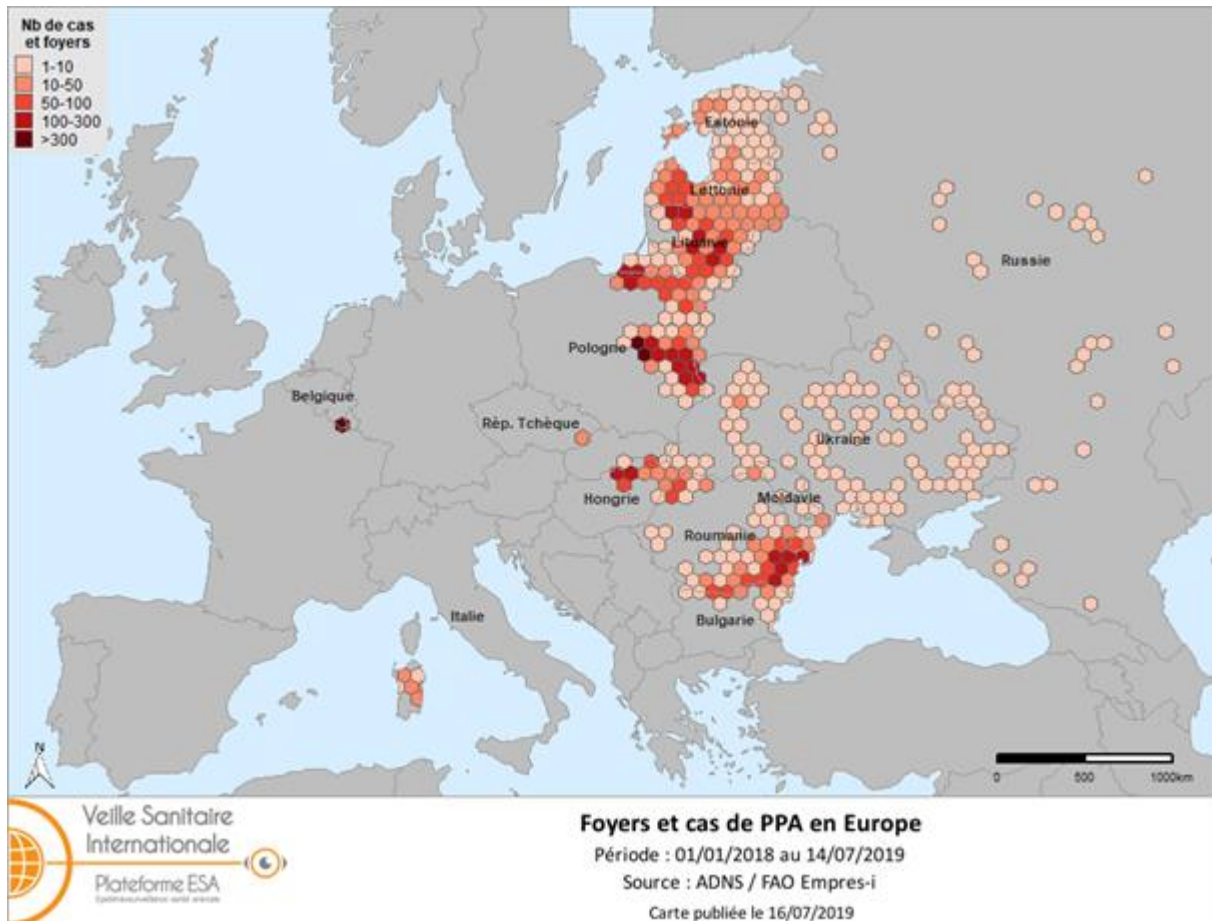 Nb de cas
et foyers
1-10
10-50
50-100
100-300
>300
Estonie
Lettonie
Lituanie
Russie
Pologne
Belgique
Rép. Tchèque
Ukraine
Hongrie
Moldavie
Roumanie
Italie
Bulgarie
N
0 500 1000km
Veille Sanitaire
Internationale
Plateforme ESA
Epidémiosurveillance santé animale
Foyers et cas de PPA en Europe
Période : 01/01/2018 au 14/07/2019
Source : ADNS / FAO Empres-i
Carte publiée le 16/07/2019